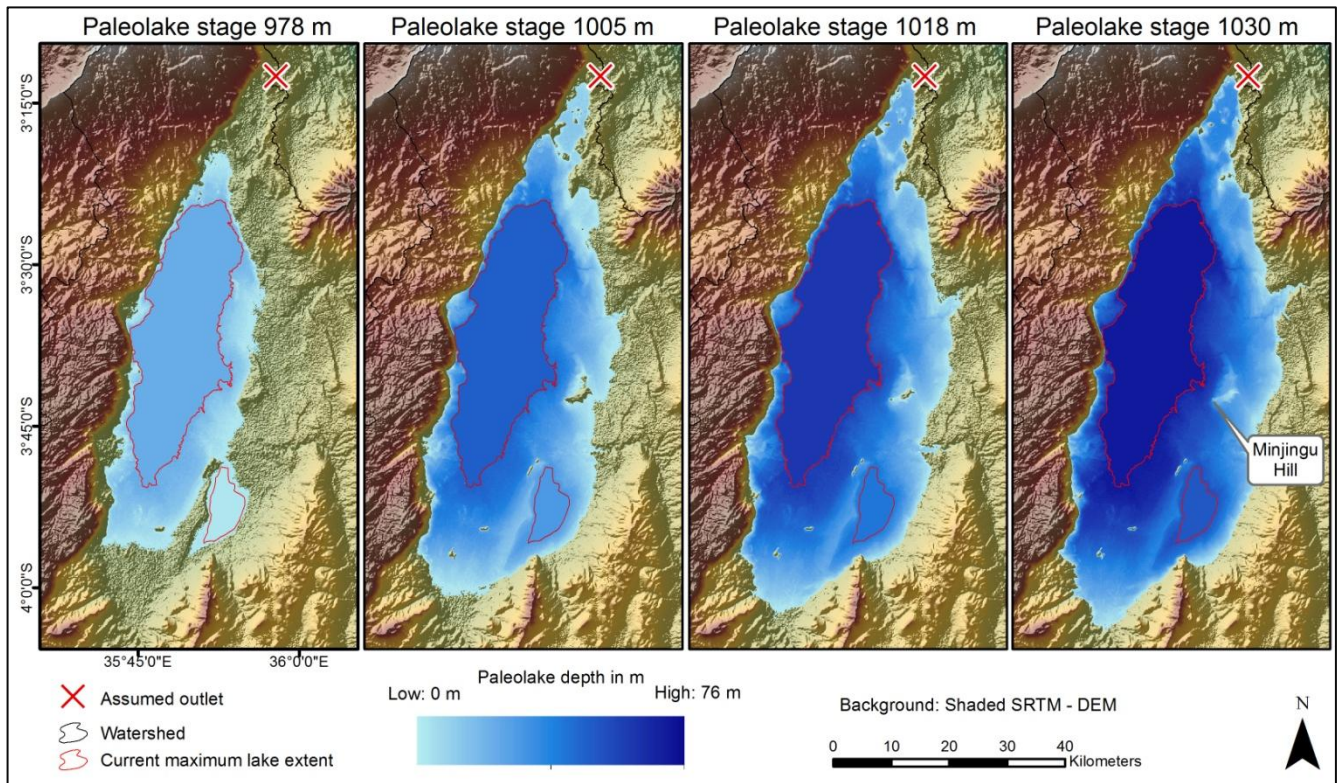 Paleolake stage 978 m
Paleolake stage 1005 m
Paleolake stage 1018 m
Paleolake stage 1030 m
3°15'0"S
3°30'0"S
3°45'0"S
4°0'0"S
Minjingu
Hill
35°45'0"E
36°0'0"E
Assumed outlet
Watershed
Current maximum lake extent
Paleolake depth in m
Low: 0 m
High: 76 m
Background: Shaded SRTM - DEM
0 10 20 30 40
Kilometers
N